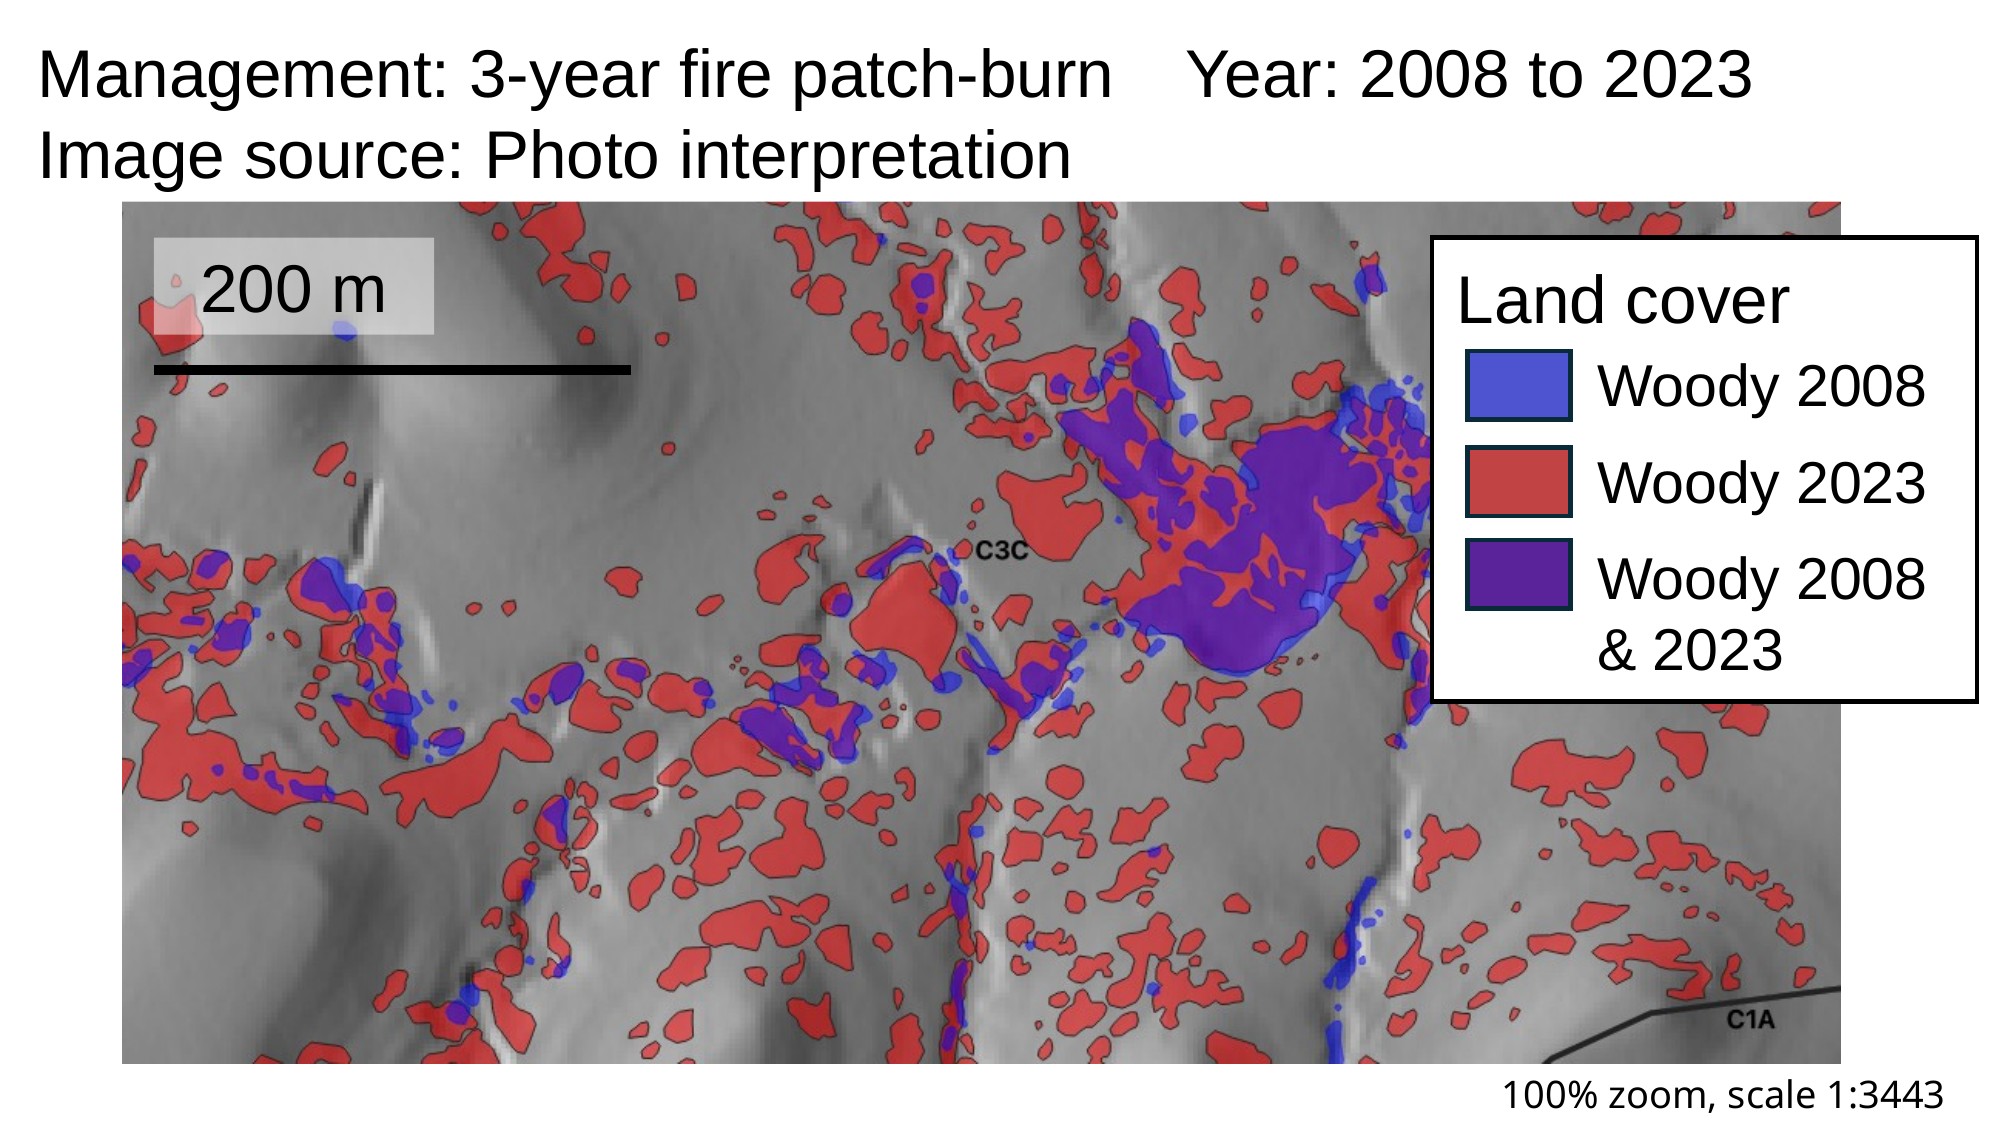 Management: 3-year fire patch-burn    Year: 2008 to 2023
Image source: Photo interpretation
200 m
Land cover
Woody 2008
Woody 2023
Woody 2008
& 2023
C3C
C1A
100% zoom, scale 1:3443